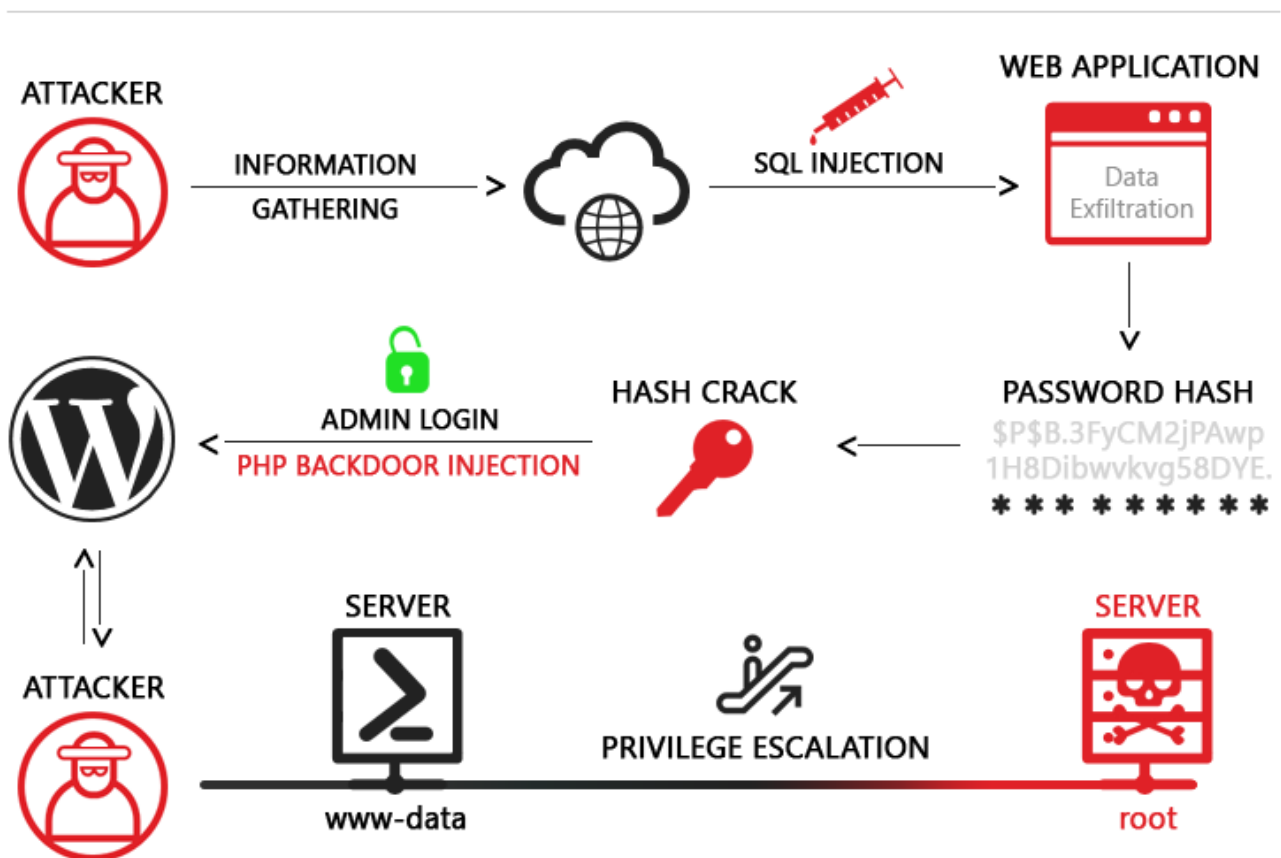 ATTACKER
INFORMATION
GATHERING
SQL INJECTION
WEB APPLICATION
Data
Exfiltration
PASSWORD HASH
$P$B.3FyCM2jPAwp
1H8Dibwvkvg58DYE.
* * * * * * * * *
HASH CRACK
ADMIN LOGIN
PHP BACKDOOR INJECTION
W
ATTACKER
SERVER
>_
www-data
PRIVILEGE ESCALATION
SERVER
root